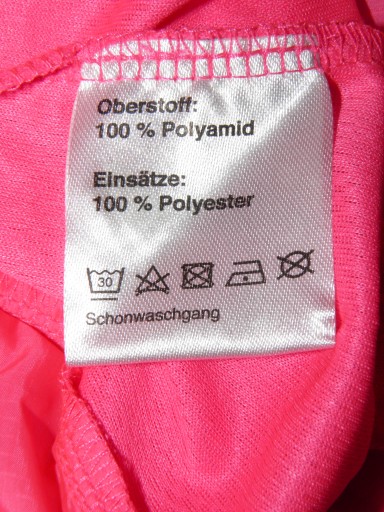 Oberstoff:
100 % Polyamid
Einsätze:
100 % Polyester
30
Schonwaschgang